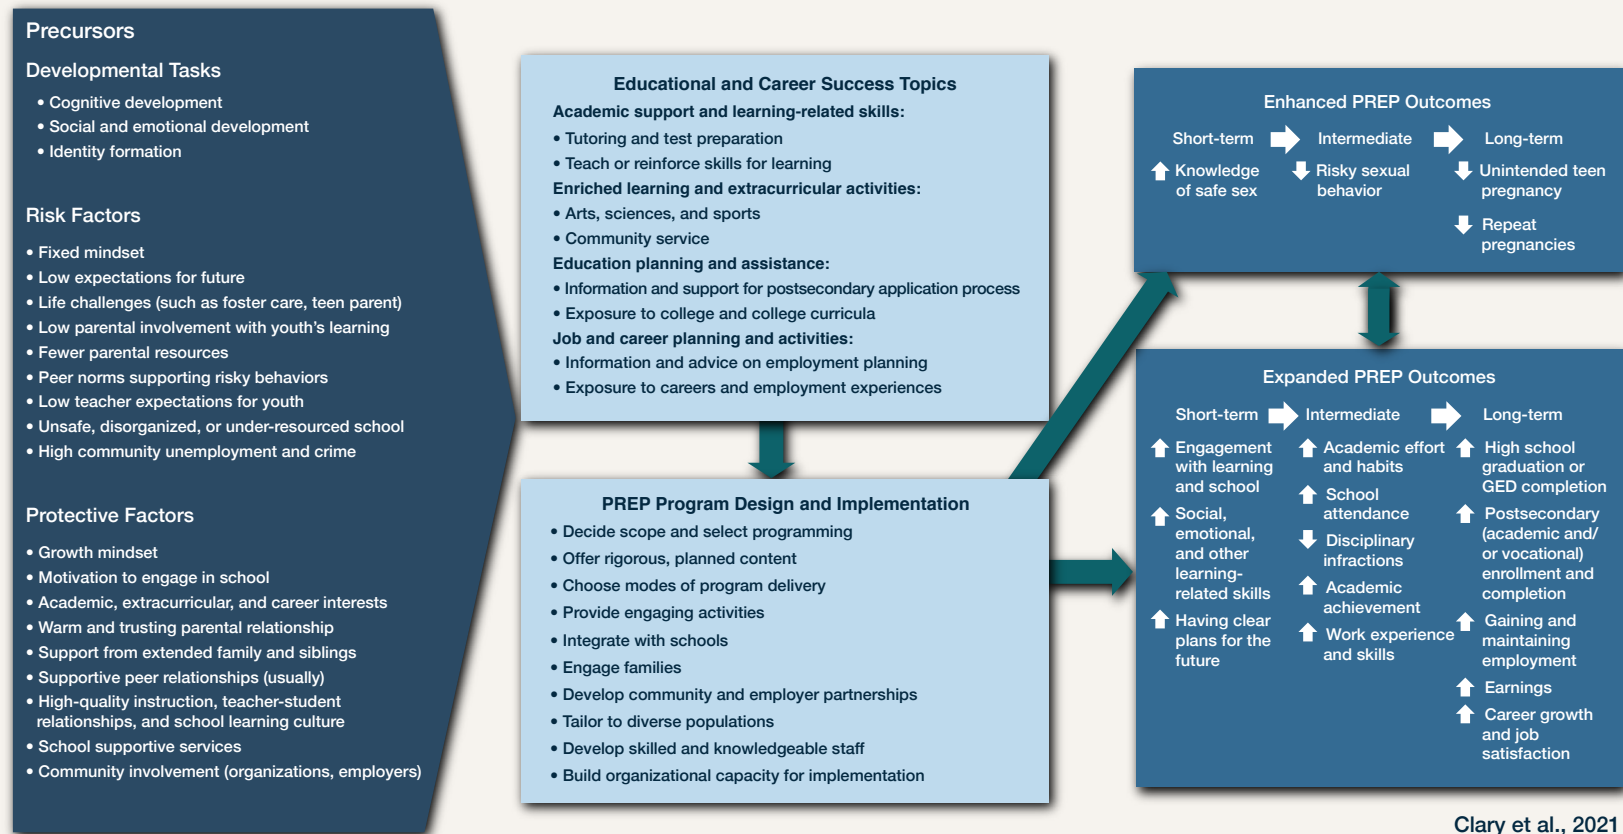 Precursors
Developmental Tasks
• Cognitive development
• Social and emotional development
• Identity formation
Risk Factors
• Fixed mindset
• Low expectations for future
• Life challenges (such as foster care, teen parent)
• Low parental involvement with youth's learning
• Fewer parental resources
• Peer norms supporting risky behaviors
• Low teacher expectations for youth
• Unsafe, disorganized, or under-resourced school
• High community unemployment and crime
Protective Factors
• Growth mindset
• Motivation to engage in school
• Academic, extracurricular, and career interests
• Warm and trusting parental relationship
• Support from extended family and siblings
• Supportive peer relationships (usually)
• High-quality instruction, teacher-student
relationships, and school learning culture
• School supportive services
• Community involvement (organizations, employers)
Educational and Career Success Topics
Academic support and learning-related skills:
• Tutoring and test preparation
• Teach or reinforce skills for learning
Enriched learning and extracurricular activities:
• Arts, sciences, and sports
• Community service
Education planning and assistance:
• Information and support for postsecondary application process
• Exposure to college and college curricula
Job and career planning and activities:
• Information and advice on employment planning
• Exposure to careers and employment experiences
PREP Program Design and Implementation
• Decide scope and select programming
• Offer rigorous, planned content
• Choose modes of program delivery
• Provide engaging activities
• Integrate with schools
• Engage families
• Develop community and employer partnerships
• Tailor to diverse populations
• Develop skilled and knowledgeable staff
• Build organizational capacity for implementation
Enhanced PREP Outcomes
Short-term
Knowledge
of safe sex
Intermediate
Risky sexual
behavior
Long-term
Unintended teen
pregnancy
Repeat
pregnancies
Expanded PREP Outcomes
Short-term
Engagement
with learning
and school
Social,
emotional,
and other
learning-
related skills
Having clear
plans for the
future
Intermediate
Academic effort
and habits
School
attendance
Disciplinary
infractions
Academic
achievement
Work experience
and skills
Long-term
High school
graduation or
GED completion
Postsecondary
(academic and/
or vocational)
enrollment and
completion
Gaining and
maintaining
employment
Earnings
Career growth
and job
satisfaction
Clary et al., 2021